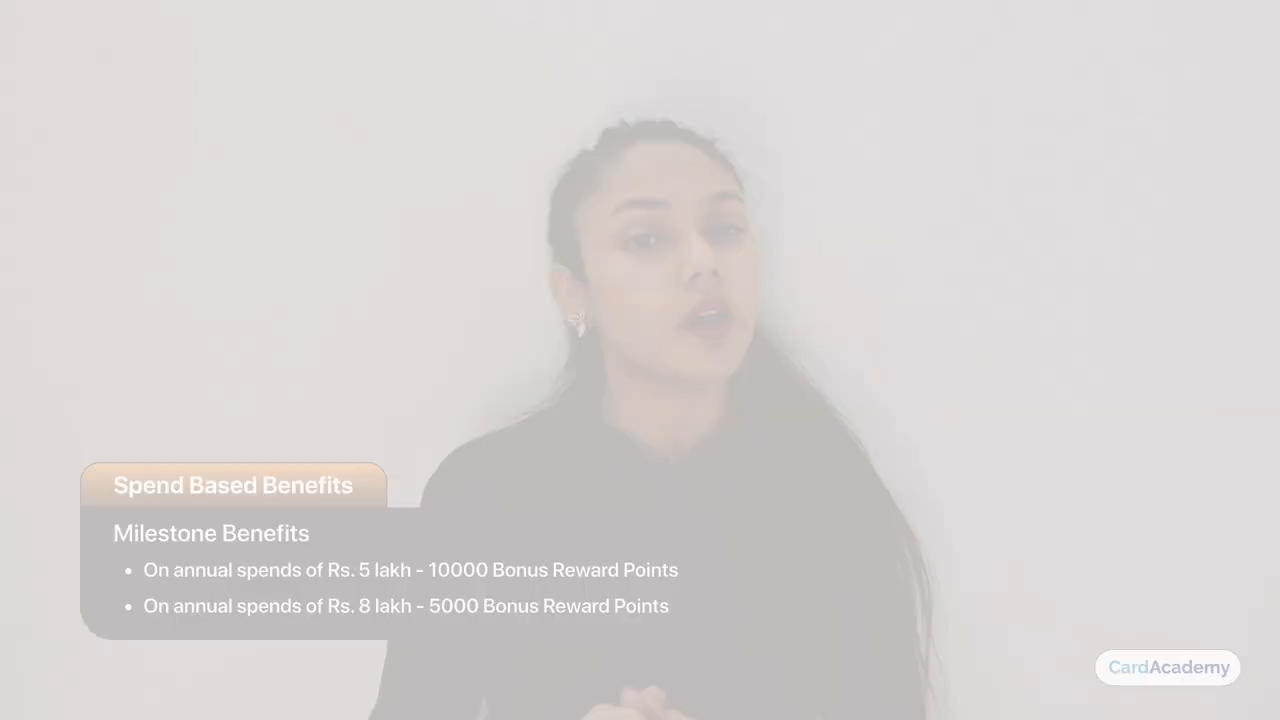 Spend Based Benefits
Milestone Benefits
• On annual spends of Rs. 5 lakh - 10000 Bonus Reward Points
• On annual spends of Rs. 8 lakh - 5000 Bonus Reward Points
CardAcademy